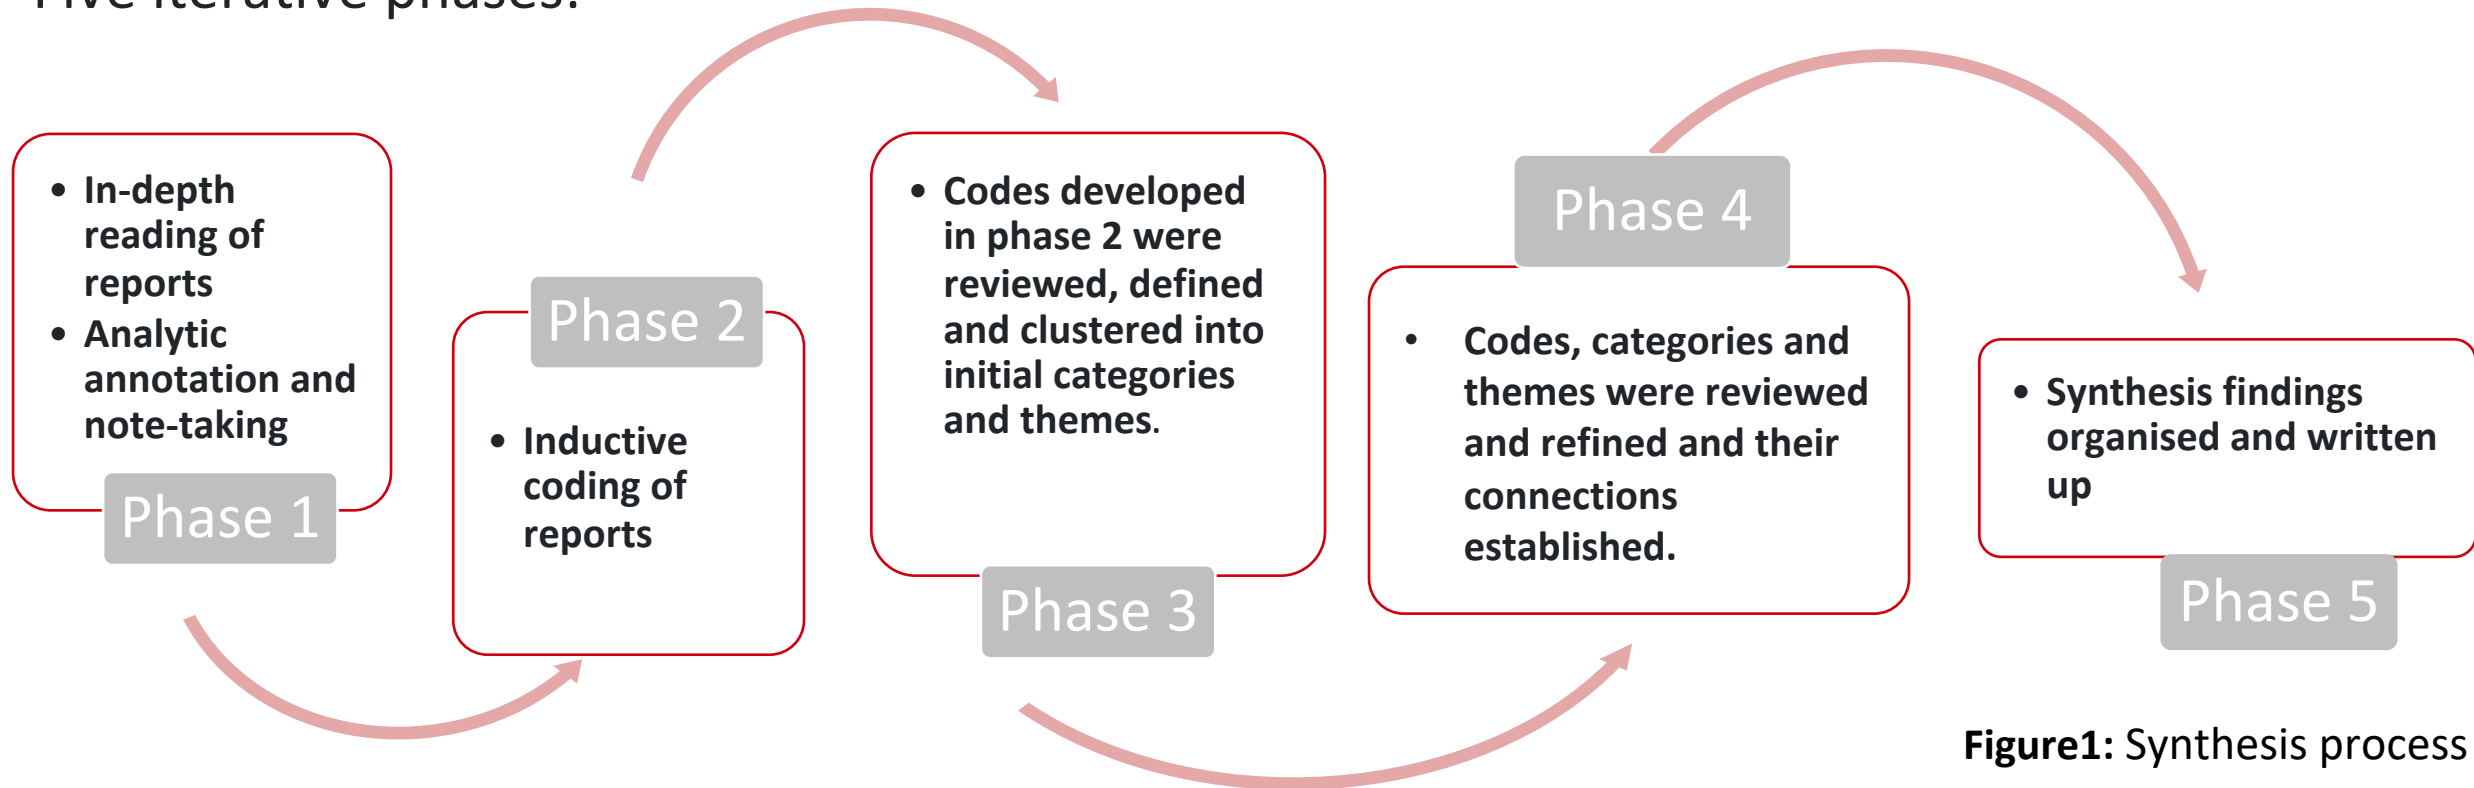 Five iterative phases:
• In-depth
reading of
reports
• Analytic
annotation and
note-taking
Phase 1
Phase 2
• Inductive
coding of
reports
• Codes developed
in phase 2 were
reviewed, defined
and clustered into
initial categories
and themes.
Phase 3
Phase 4
• Codes, categories and
themes were reviewed
and refined and their
connections
established.
• Synthesis findings
organised and written
up
Phase 5
Figure1: Synthesis process